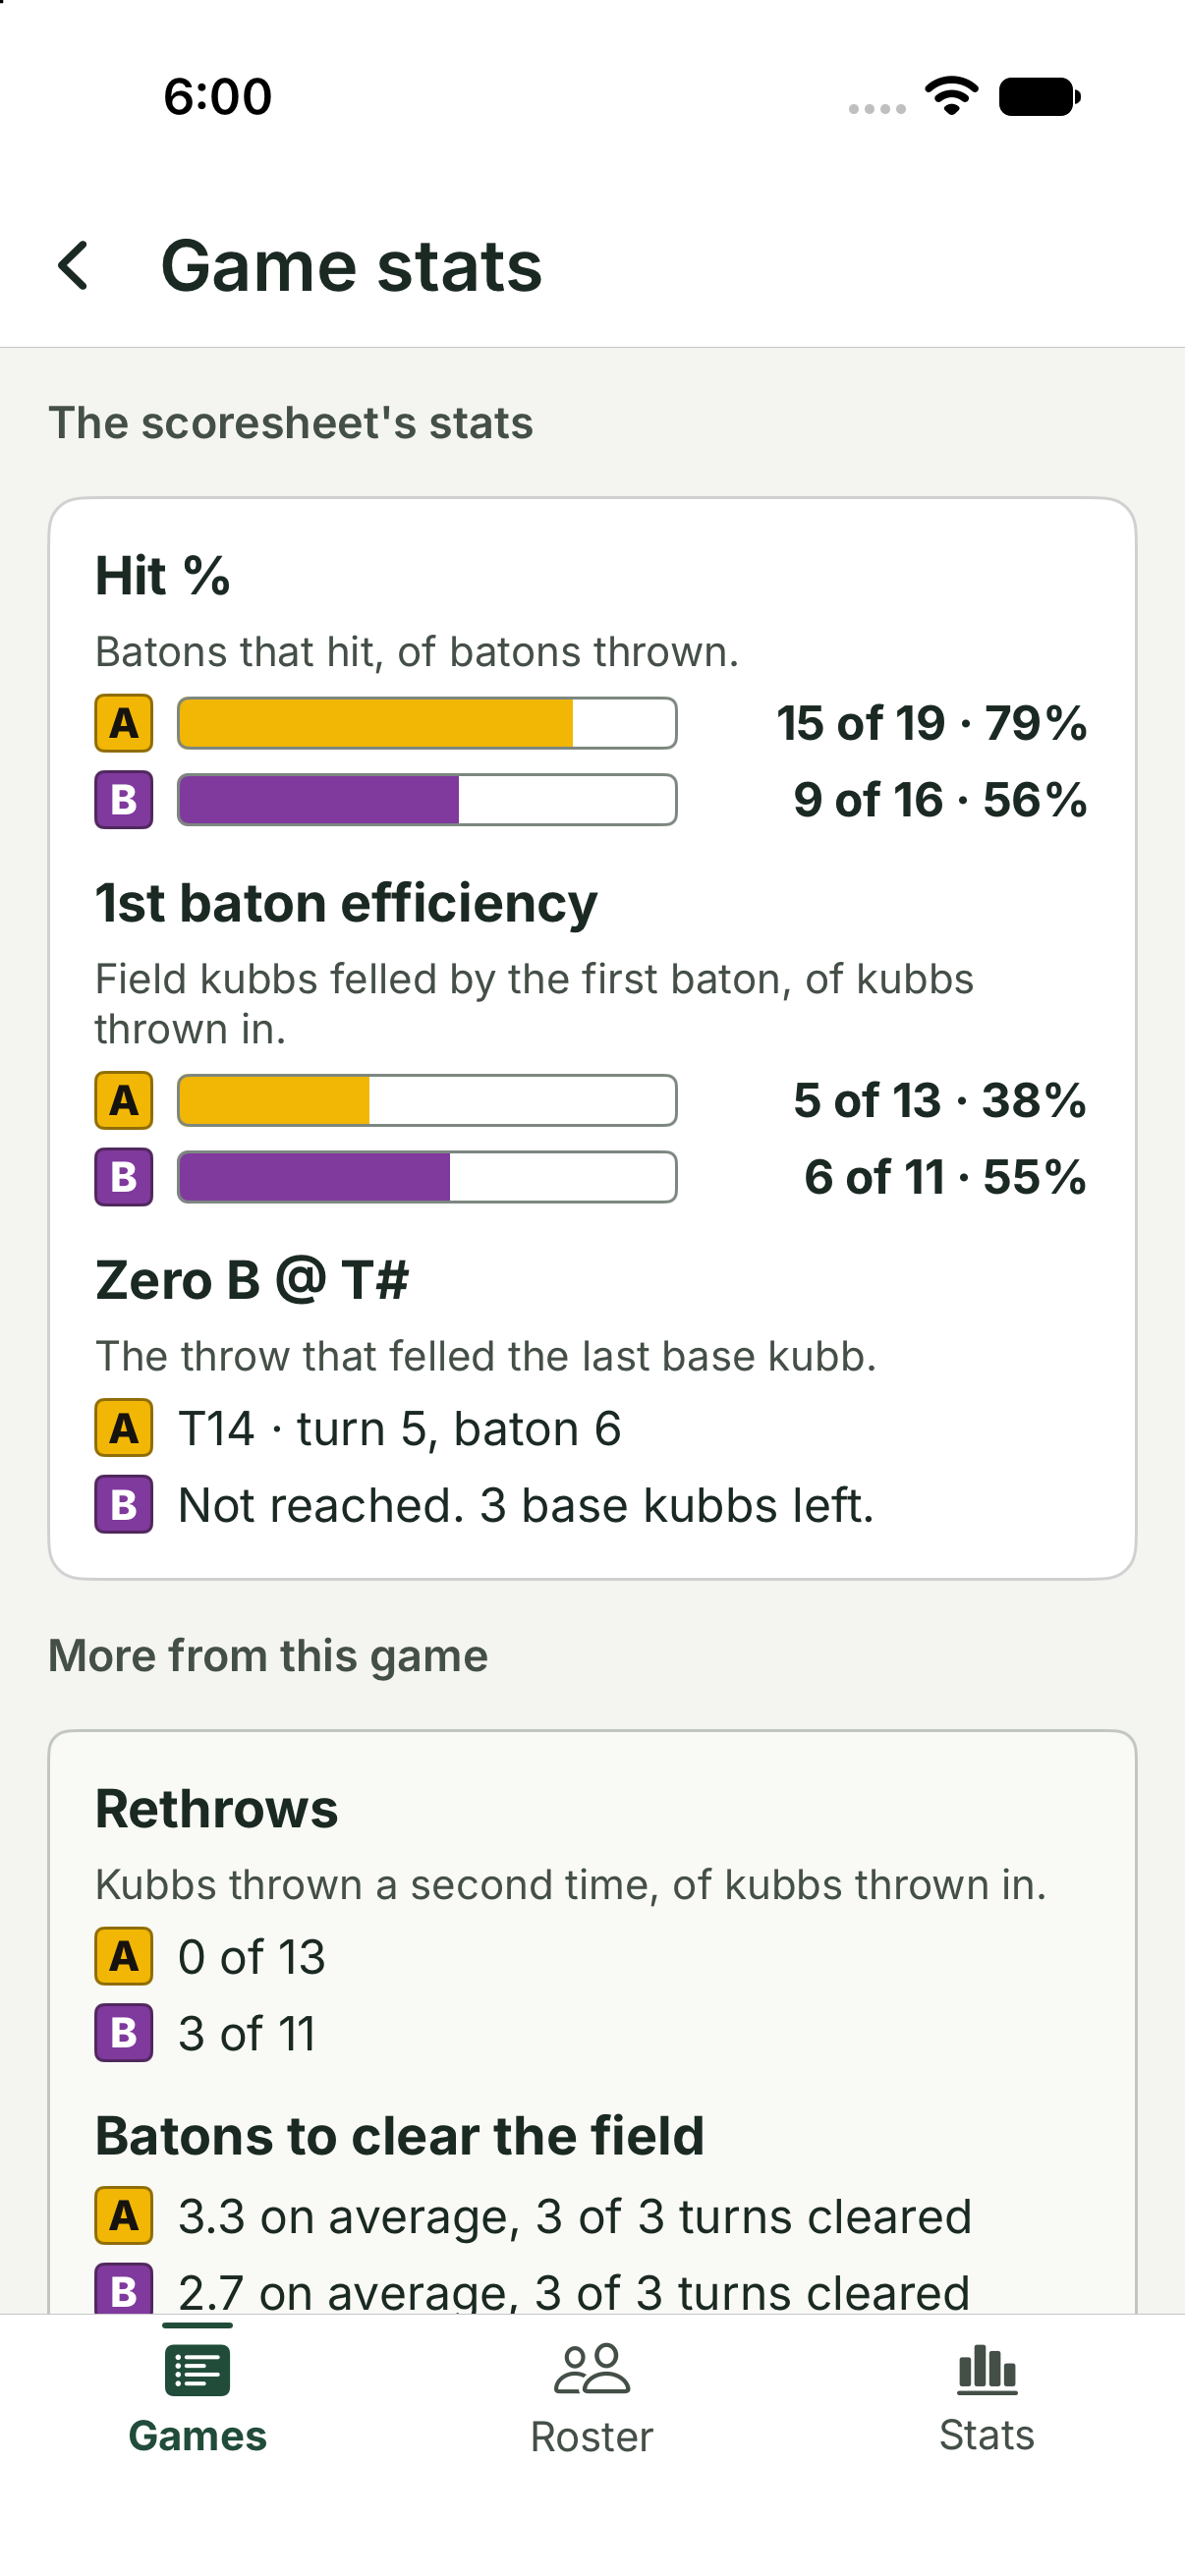 6:00
Game stats
The scoresheet's stats
Hit %
Batons that hit, of batons thrown.
A 15 of 19 · 79%
B 9 of 16 · 56%
1st baton efficiency
Field kubbs felled by the first baton, of kubbs
thrown in.
A 5 of 13 · 38%
B 6 of 11 · 55%
Zero B @ T#
The throw that felled the last base kubb.
A T14 · turn 5, baton 6
B Not reached. 3 base kubbs left.
More from this game
Rethrows
Kubbs thrown a second time, of kubbs thrown in.
A 0 of 13
B 3 of 11
Batons to clear the field
A 3.3 on average, 3 of 3 turns cleared
B 2.7 on average, 3 of 3 turns cleared
Games Roster Stats